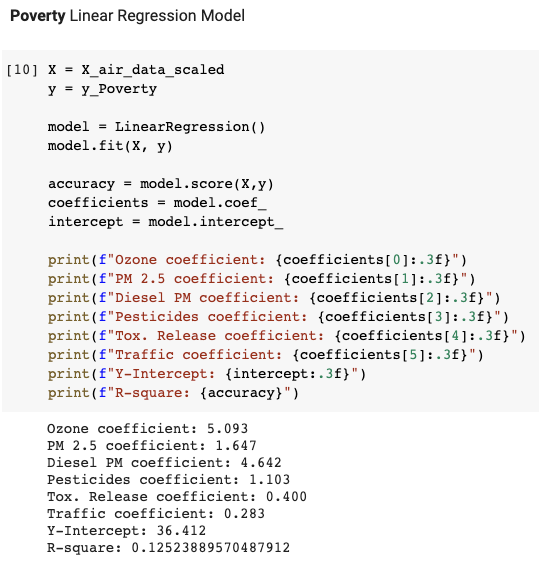 Poverty Linear Regression Model
[10] X = X_air_data_scaled
y = y_Poverty
model = LinearRegression()
model.fit(X, y)
accuracy = model.score(X,y)
coefficients = model.coef_
intercept = model.intercept_
print(f"Ozone coefficient: {coefficients[0]:.3f}")
print(f"PM 2.5 coefficient: {coefficients[1]:.3f}")
print(f"Diesel PM coefficient: {coefficients[2]:.3f}")
print(f"Pesticides coefficient: {coefficients[3]:.3f}")
print(f"Tox. Release coefficient: {coefficients[4]:.3f}")
print(f"Traffic coefficient: {coefficients[5]:.3f}")
print(f"Y-Intercept: {intercept:.3f}")
print(f"R-square: {accuracy}")
Ozone coefficient: 5.093
PM 2.5 coefficient: 1.647
Diesel PM coefficient: 4.642
Pesticides coefficient: 1.103
Tox. Release coefficient: 0.400
Traffic coefficient: 0.283
Y-Intercept: 36.412
R-square: 0.12523889570487912